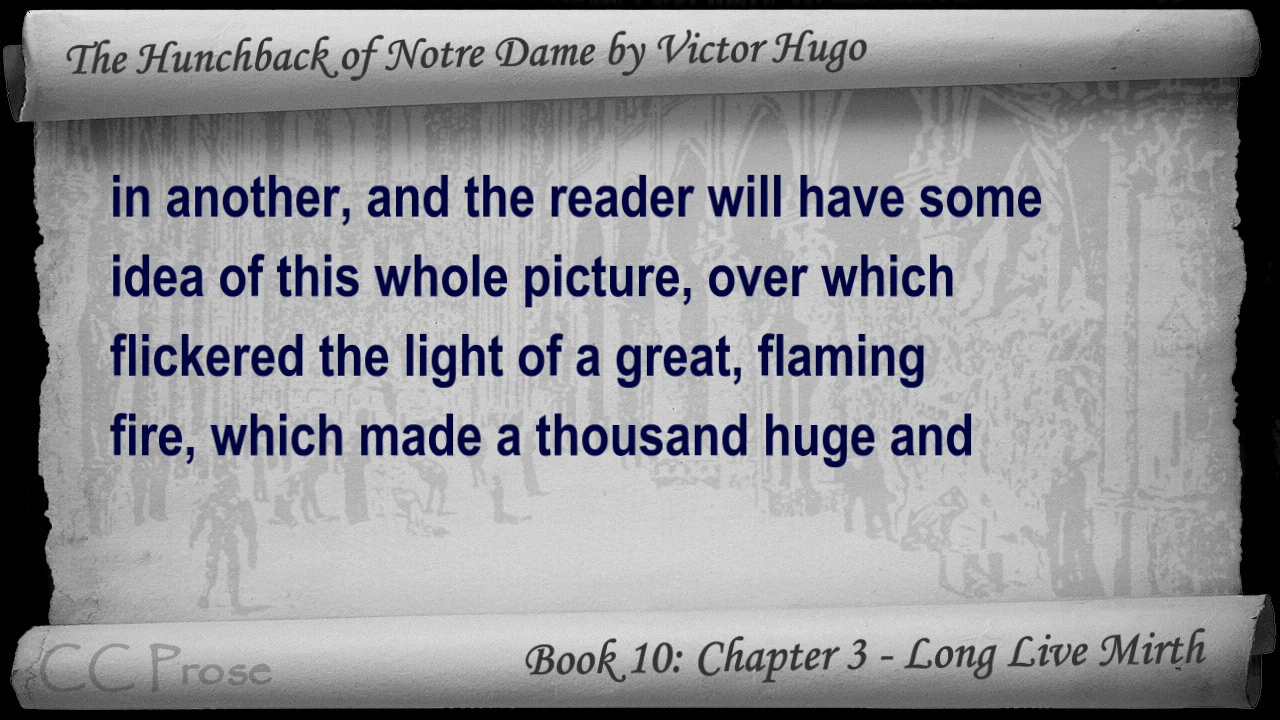 The Hunchback of Notre Dame by Victor Hugo
in another, and the reader will have some
idea of this whole picture, over which
flickered the light of a great, flaming
fire, which made a thousand huge and
CC Prose
Book 10: Chapter 3 - Long Live Mirth